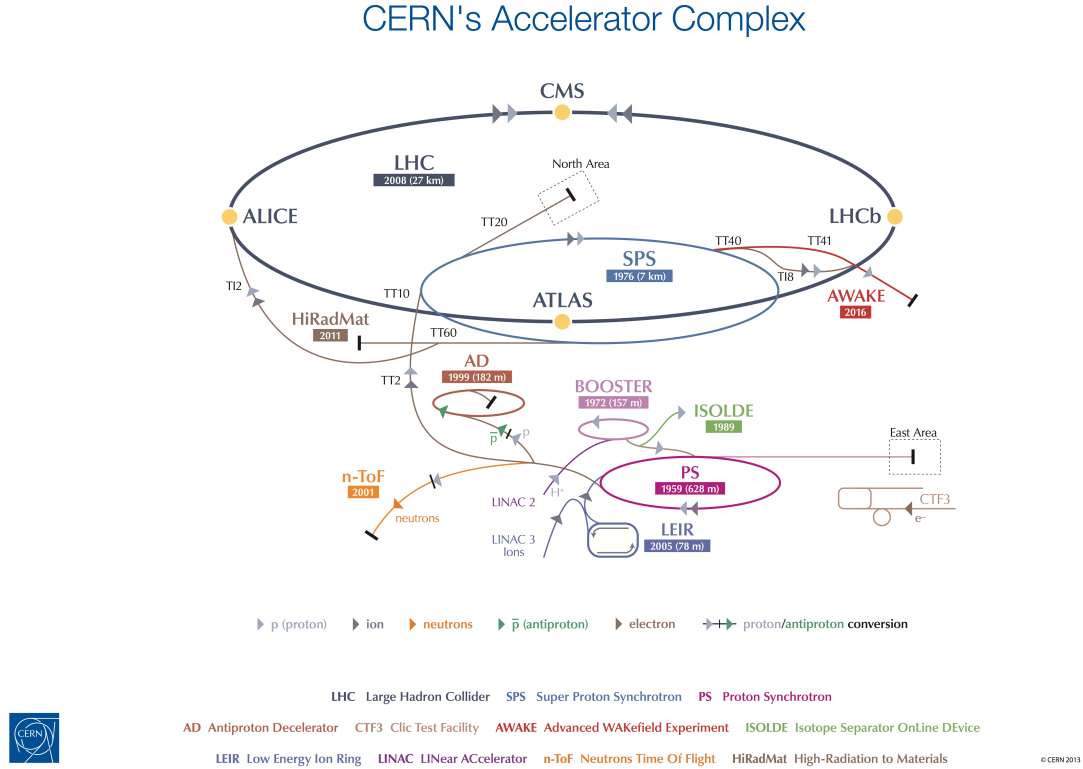 CERN's Accelerator Complex
CMS
LHC
2008 (27 km)
North Area
ALICE
LHCb
TT20
TT40
TT41
SPS
1976 (7 km)
TI8
TI2
TT10
ATLAS
AWAKE
2016
HiRadMat
2011
TT60
AD
1999 (182 m)
TT2
BOOSTER
1972 (157 m)
ISOLDE
1989
p̅
p
East Area
n-ToF
2001
PS
1959 (628 m)
H⁺
LINAC 2
neutrons
CTF3
e⁻
LEIR
2005 (78 m)
LINAC 3
Ions
p (proton)
ion
neutrons
p̅ (antiproton)
electron
proton/antiproton conversion
LHC Large Hadron Collider SPS Super Proton Synchrotron PS Proton Synchrotron
AD Antiproton Decelerator CTF3 Clic Test Facility AWAKE Advanced WAKefield Experiment ISOLDE Isotope Separator OnLine DEvice
LEIR Low Energy Ion Ring LINAC LINear ACcelerator n-ToF Neutrons Time Of Flight HiRadMat High-Radiation to Materials
CERN
© CERN 2013